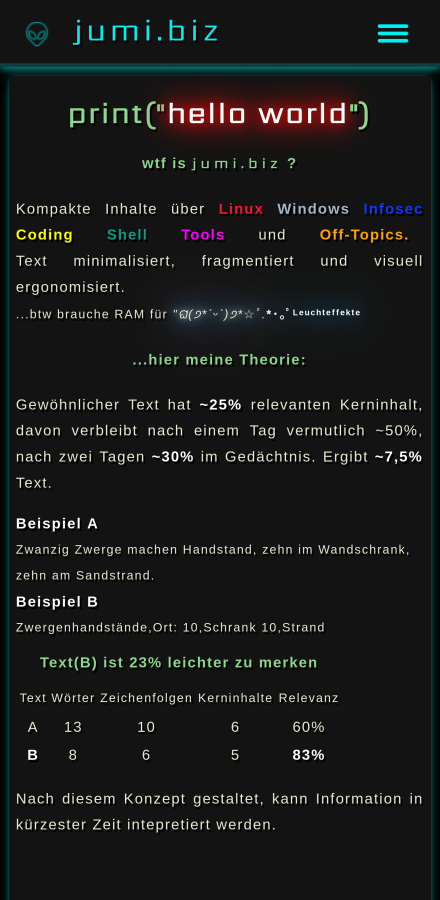 jumi.biz
print("hello world")
wtf is jumi.biz ?
Kompakte Inhalte über Linux Windows Infosec
Coding Shell Tools und Off-Topics.
Text minimalisiert, fragmentiert und visuell
ergonomisiert.
...btw brauche RAM für "ଘ(੭*ˊᵕˋ)੭*☆ﾟ.*･｡ﾟLeuchteffekte
...hier meine Theorie:
Gewöhnlicher Text hat ~25% relevanten Kerninhalt,
davon verbleibt nach einem Tag vermutlich ~50%,
nach zwei Tagen ~30% im Gedächtnis. Ergibt ~7,5%
Text.
Beispiel A
Zwanzig Zwerge machen Handstand, zehn im Wandschrank,
zehn am Sandstrand.
Beispiel B
Zwergenhandstände,Ort: 10,Schrank 10,Strand
Text(B) ist 23% leichter zu merken
Text Wörter Zeichenfolgen Kerninhalte Relevanz
A 13 10 6 60%
B 8 6 5 83%
Nach diesem Konzept gestaltet, kann Information in
kürzester Zeit intepretiert werden.